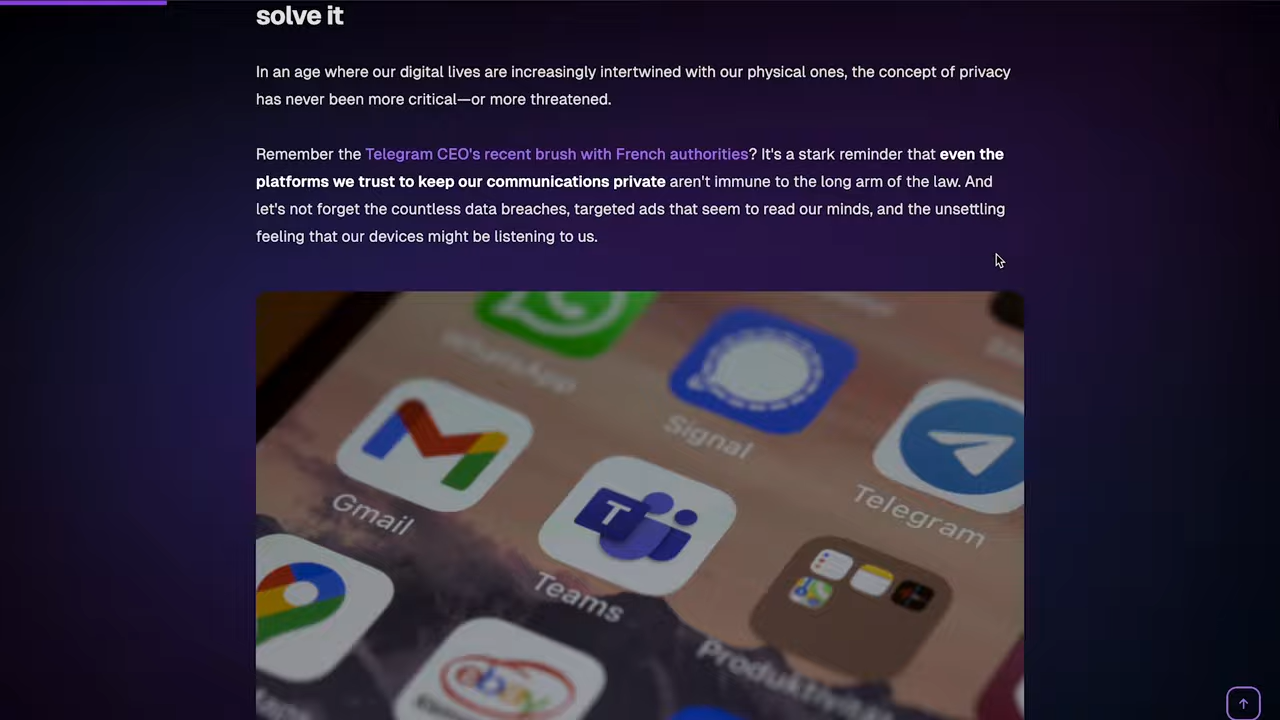 solve it
In an age where our digital lives are increasingly intertwined with our physical ones, the concept of privacy
has never been more critical—or more threatened.
Remember the Telegram CEO's recent brush with French authorities? It's a stark reminder that even the
platforms we trust to keep our communications private aren't immune to the long arm of the law. And
let's not forget the countless data breaches, targeted ads that seem to read our minds, and the unsettling
feeling that our devices might be listening to us.
WhatsApp
Signal
Telegram
Gmail
T
Teams
Produktivität
ebay